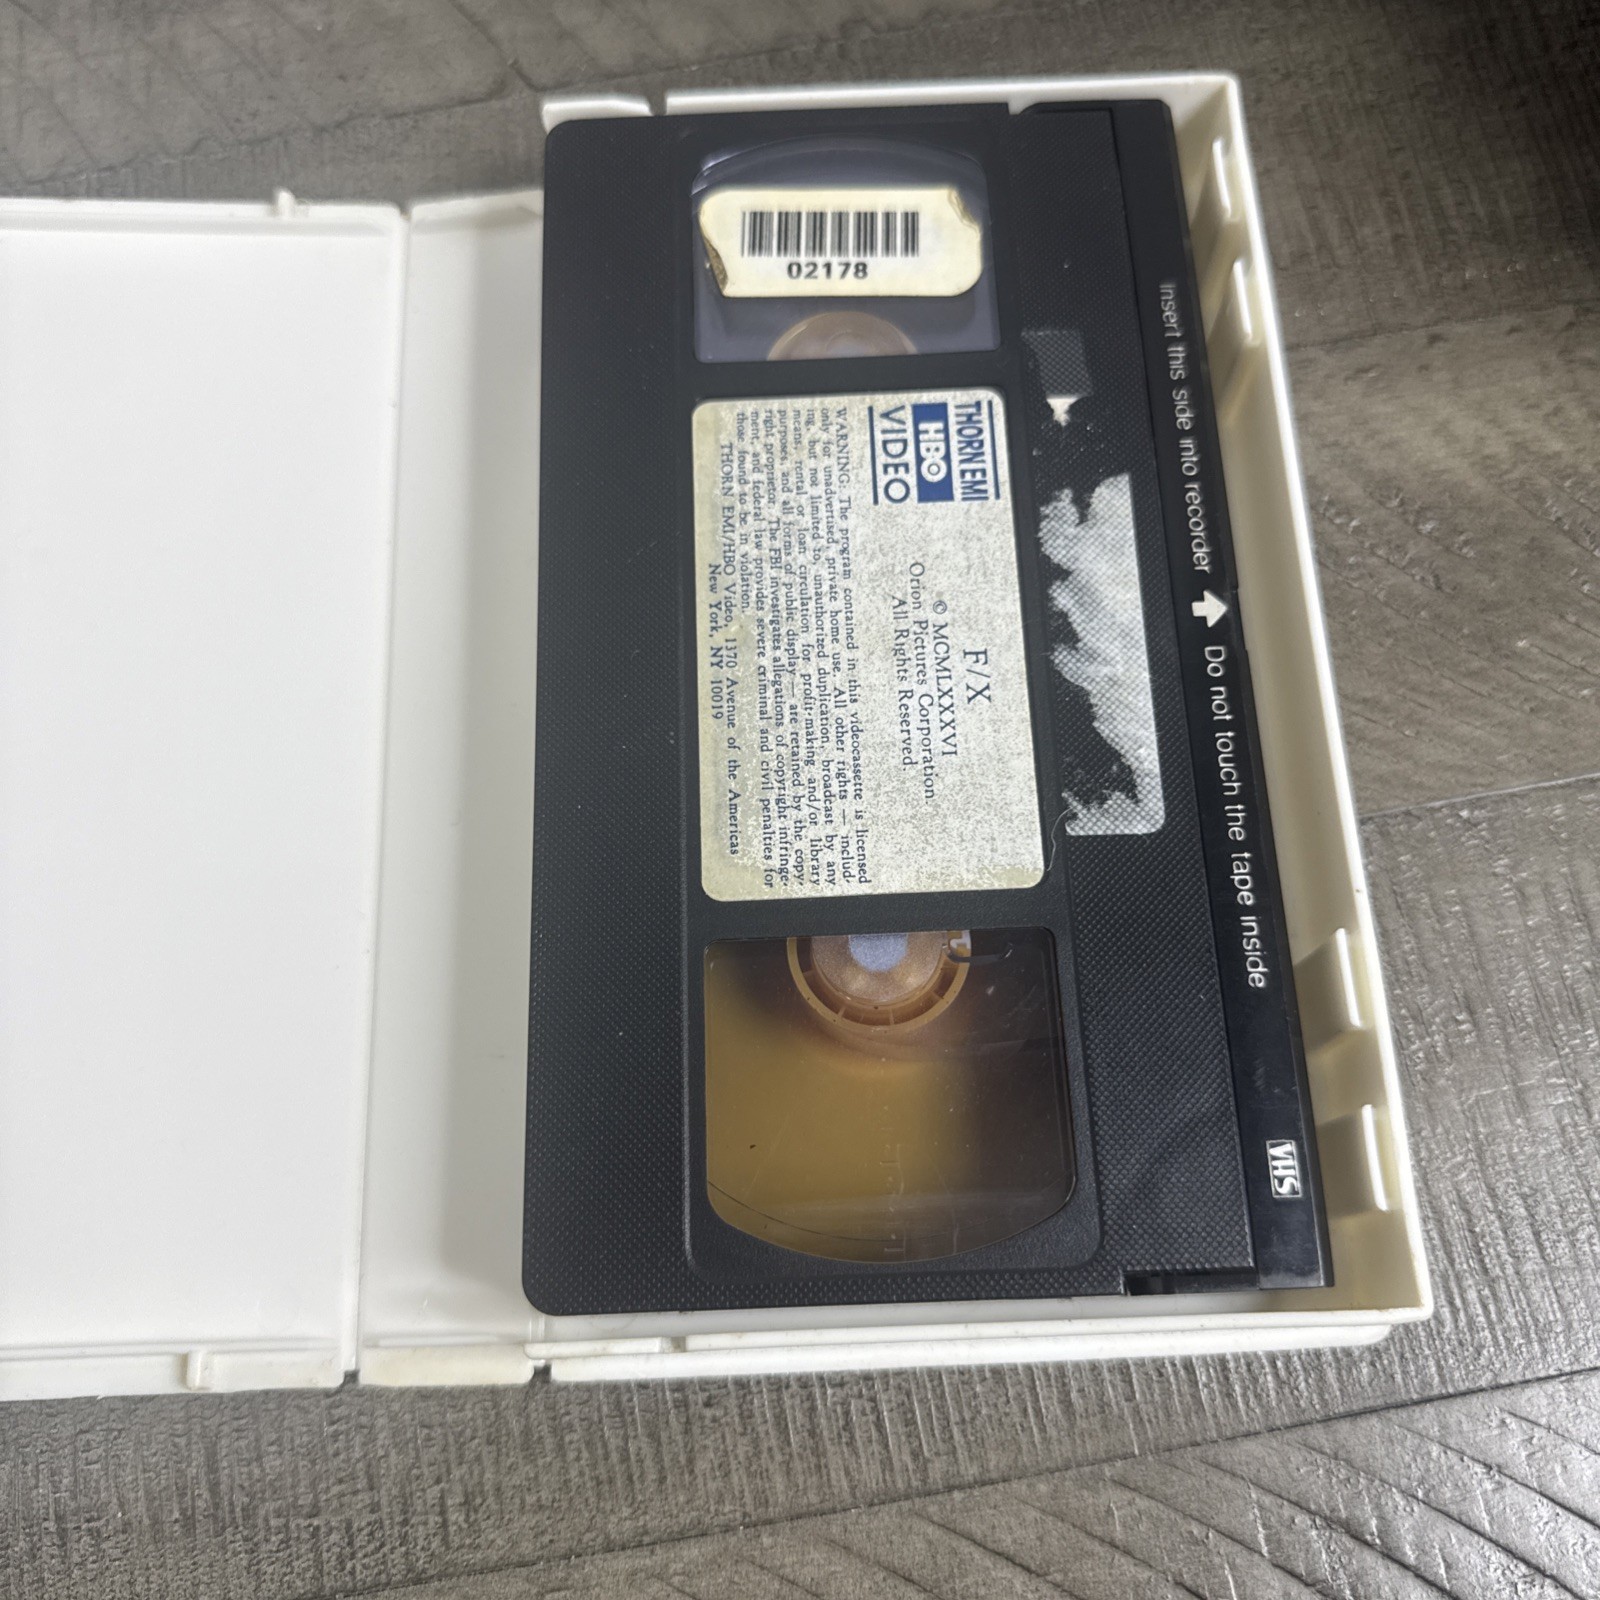 02178
THORN EMI
HBO
VIDEO
F/X
© MCMLXXXVI
Orion Pictures Corporation.
All Rights Reserved.
WARNING: The program contained in this videocassette is licensed
only for unadvertised, private home use. All other rights — includ-
ing, but not limited to, unauthorized duplication, broadcast by any
means, rental or loan circulation for profit-making and/or library
purposes, and all forms of public display — are retained by the copy-
right proprietor. The FBI investigates allegations of copyright infringe-
ment, and federal law provides severe criminal and civil penalties for
those found to be in violation.
THORN EMI/HBO Video, 1370 Avenue of the Americas
New York, NY 10019
Insert this side into recorder Do not touch the tape inside
VHS